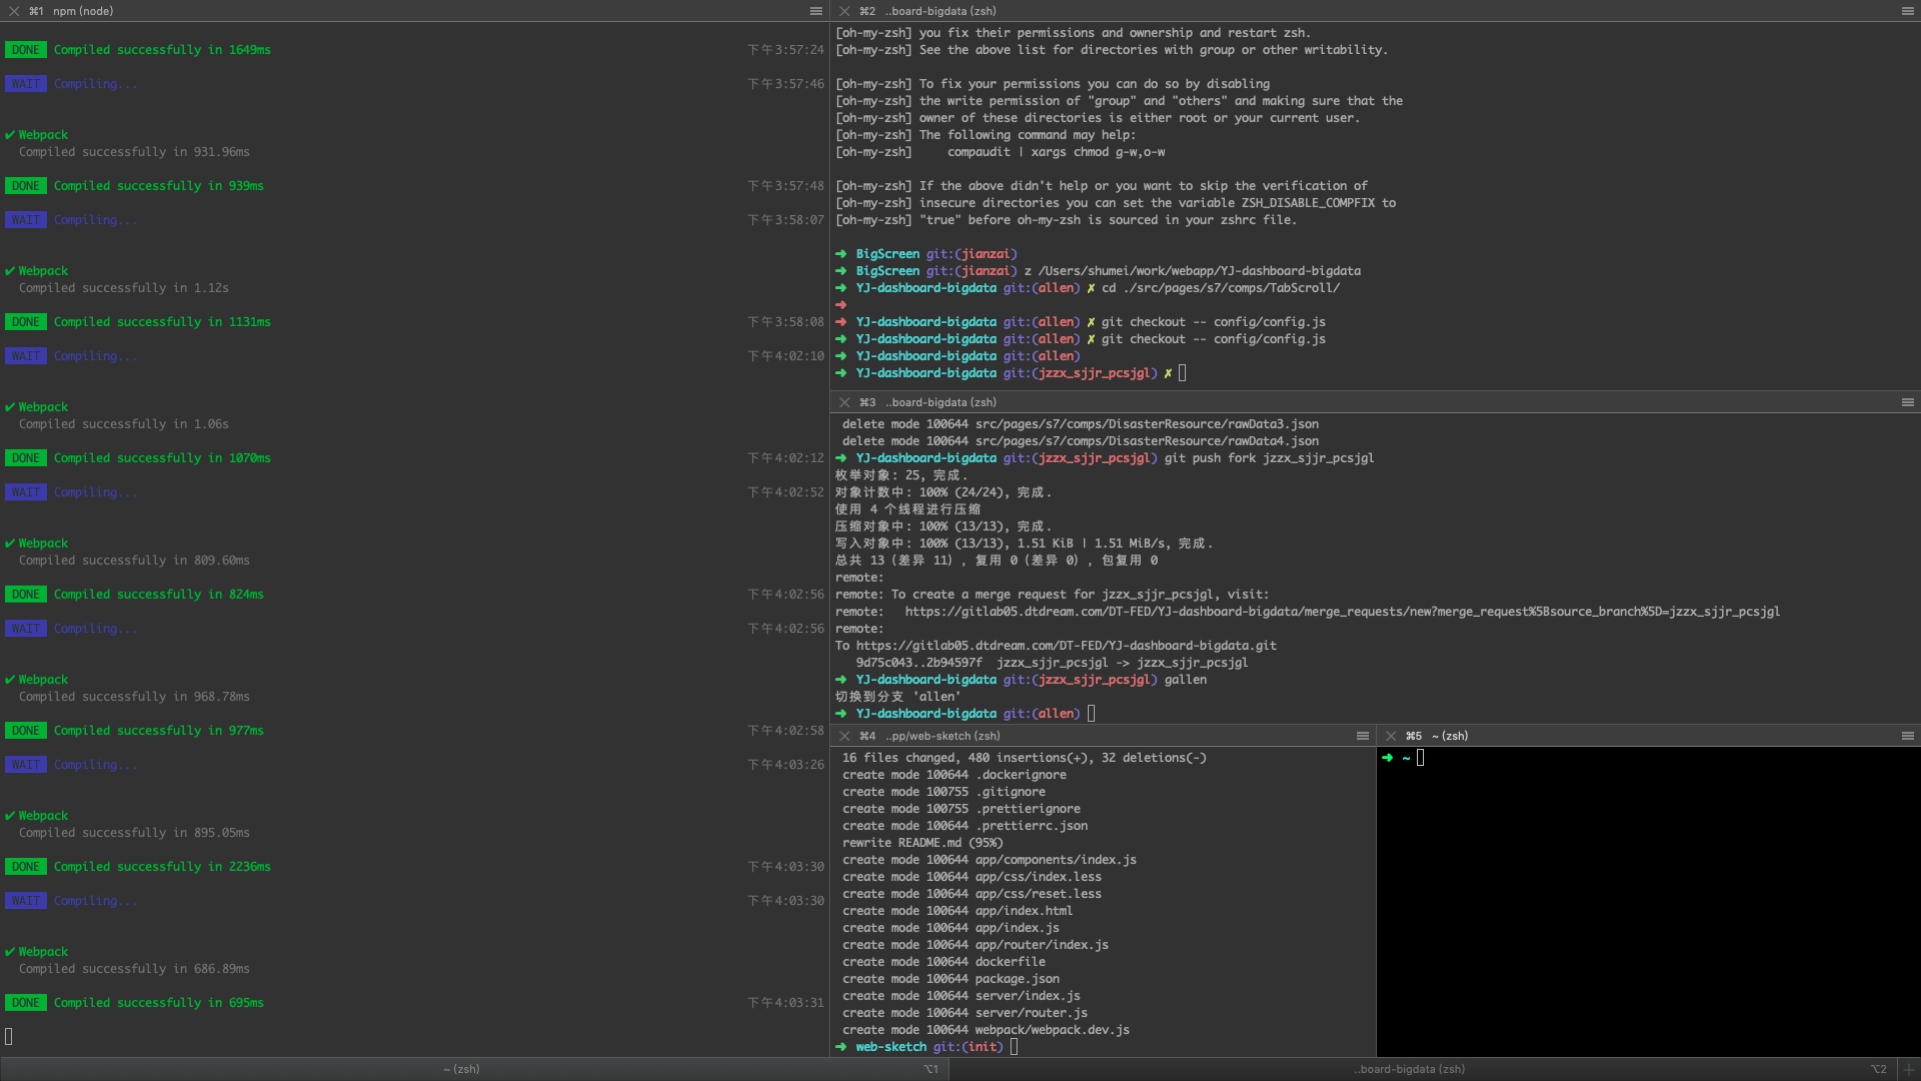 ⌘1 npm (node)
DONE Compiled successfully in 1649ms 下午3:57:24
WAIT Compiling... 下午3:57:46
✔ Webpack
Compiled successfully in 931.96ms
DONE Compiled successfully in 939ms 下午3:57:48
WAIT Compiling... 下午3:58:07
✔ Webpack
Compiled successfully in 1.12s
DONE Compiled successfully in 1131ms 下午3:58:08
WAIT Compiling... 下午4:02:10
✔ Webpack
Compiled successfully in 1.06s
DONE Compiled successfully in 1070ms 下午4:02:12
WAIT Compiling... 下午4:02:52
✔ Webpack
Compiled successfully in 809.60ms
DONE Compiled successfully in 824ms 下午4:02:56
WAIT Compiling... 下午4:02:56
✔ Webpack
Compiled successfully in 968.78ms
DONE Compiled successfully in 977ms 下午4:02:58
WAIT Compiling... 下午4:03:26
✔ Webpack
Compiled successfully in 895.05ms
DONE Compiled successfully in 2236ms 下午4:03:30
WAIT Compiling... 下午4:03:30
✔ Webpack
Compiled successfully in 686.89ms
DONE Compiled successfully in 695ms 下午4:03:31
⌘2 ..board-bigdata (zsh)
[oh-my-zsh] you fix their permissions and ownership and restart zsh.
[oh-my-zsh] See the above list for directories with group or other writability.
[oh-my-zsh] To fix your permissions you can do so by disabling
[oh-my-zsh] the write permission of "group" and "others" and making sure that the
[oh-my-zsh] owner of these directories is either root or your current user.
[oh-my-zsh] The following command may help:
[oh-my-zsh]     compaudit | xargs chmod g-w,o-w
[oh-my-zsh] If the above didn't help or you want to skip the verification of
[oh-my-zsh] insecure directories you can set the variable ZSH_DISABLE_COMPFIX to
[oh-my-zsh] "true" before oh-my-zsh is sourced in your zshrc file.
➜ BigScreen git:(jianzai)
➜ BigScreen git:(jianzai) z /Users/shumei/work/webapp/YJ-dashboard-bigdata
➜ YJ-dashboard-bigdata git:(allen) ✗ cd ./src/pages/s7/comps/TabScroll/
➜
➜ YJ-dashboard-bigdata git:(allen) ✗ git checkout -- config/config.js
➜ YJ-dashboard-bigdata git:(allen) ✗ git checkout -- config/config.js
➜ YJ-dashboard-bigdata git:(allen)
➜ YJ-dashboard-bigdata git:(jzzx_sjjr_pcsjgl) ✗
⌘3 ..board-bigdata (zsh)
delete mode 100644 src/pages/s7/comps/DisasterResource/rawData3.json
delete mode 100644 src/pages/s7/comps/DisasterResource/rawData4.json
➜ YJ-dashboard-bigdata git:(jzzx_sjjr_pcsjgl) git push fork jzzx_sjjr_pcsjgl
枚举对象: 25, 完成.
对象计数中: 100% (24/24), 完成.
使用 4 个线程进行压缩
压缩对象中: 100% (13/13), 完成.
写入对象中: 100% (13/13), 1.51 KiB | 1.51 MiB/s, 完成.
总共 13（差异 11），复用 0（差异 0），包复用 0
remote:
remote: To create a merge request for jzzx_sjjr_pcsjgl, visit:
remote:   https://gitlab05.dtdream.com/DT-FED/YJ-dashboard-bigdata/merge_requests/new?merge_request%5Bsource_branch%5D=jzzx_sjjr_pcsjgl
remote:
To https://gitlab05.dtdream.com/DT-FED/YJ-dashboard-bigdata.git
9d75c043..2b94597f  jzzx_sjjr_pcsjgl -> jzzx_sjjr_pcsjgl
➜ YJ-dashboard-bigdata git:(jzzx_sjjr_pcsjgl) gallen
切换到分支 'allen'
➜ YJ-dashboard-bigdata git:(allen)
⌘4 ..pp/web-sketch (zsh)
16 files changed, 480 insertions(+), 32 deletions(-)
create mode 100644 .dockerignore
create mode 100755 .gitignore
create mode 100755 .prettierignore
create mode 100644 .prettierrc.json
rewrite README.md (95%)
create mode 100644 app/components/index.js
create mode 100644 app/css/index.less
create mode 100644 app/css/reset.less
create mode 100644 app/index.html
create mode 100644 app/index.js
create mode 100644 app/router/index.js
create mode 100644 dockerfile
create mode 100644 package.json
create mode 100644 server/index.js
create mode 100644 server/router.js
create mode 100644 webpack/webpack.dev.js
➜ web-sketch git:(init)
⌘5 ~ (zsh)
➜ ~
~ (zsh) ⌥1
..board-bigdata (zsh) ⌥2